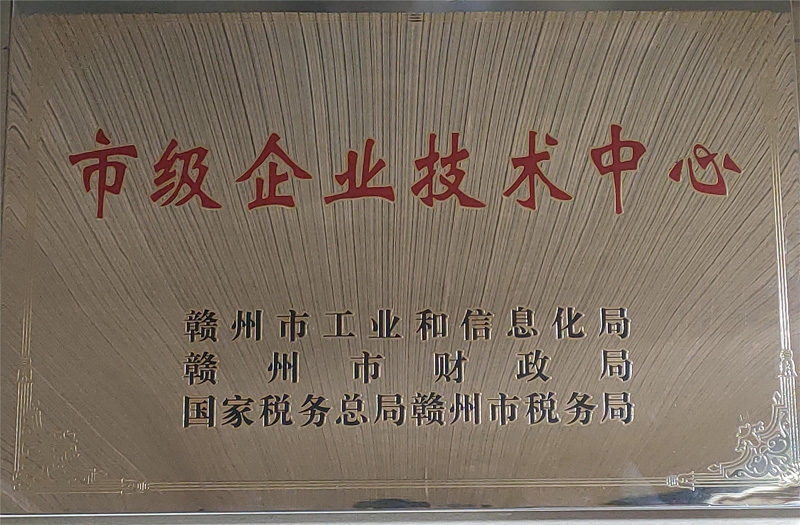 市级企业技术中心
赣州市工业和信息化局
赣州市财政局
国家税务总局赣州市税务局